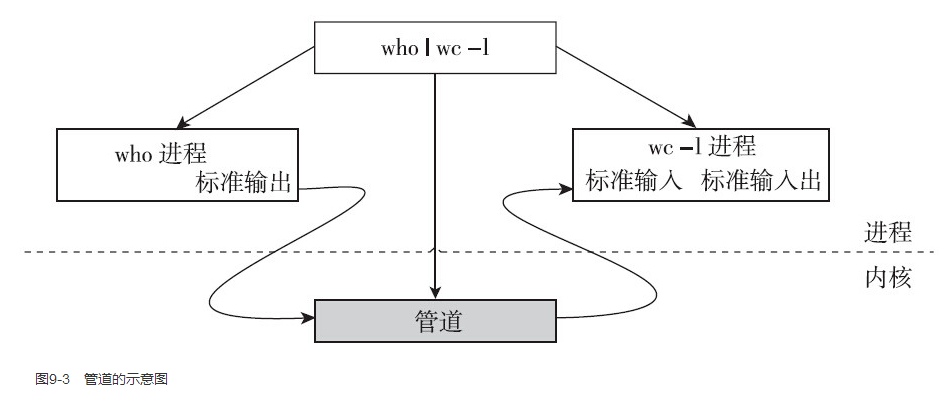 who | wc –l
who 进程
标准输出
wc –l 进程
标准输入 标准输入出
进程
内核
管道
图9-3 管道的示意图